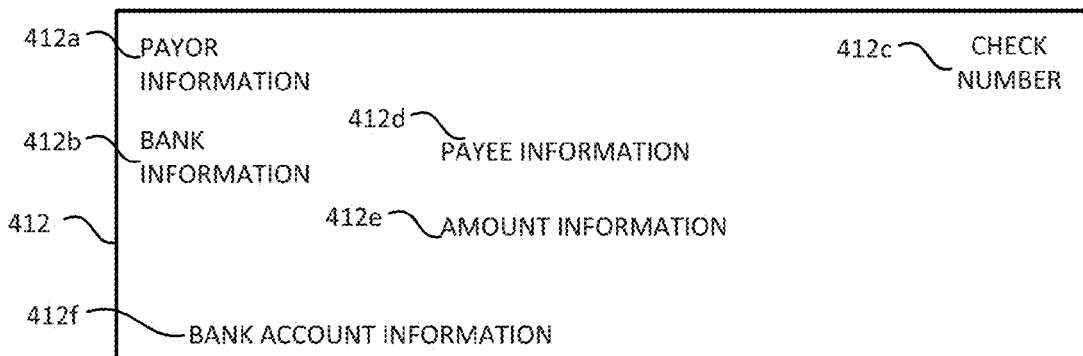 412a PAYOR
INFORMATION
412c CHECK
NUMBER
412b BANK
INFORMATION
412d PAYEE INFORMATION
412 412e AMOUNT INFORMATION
412f BANK ACCOUNT INFORMATION